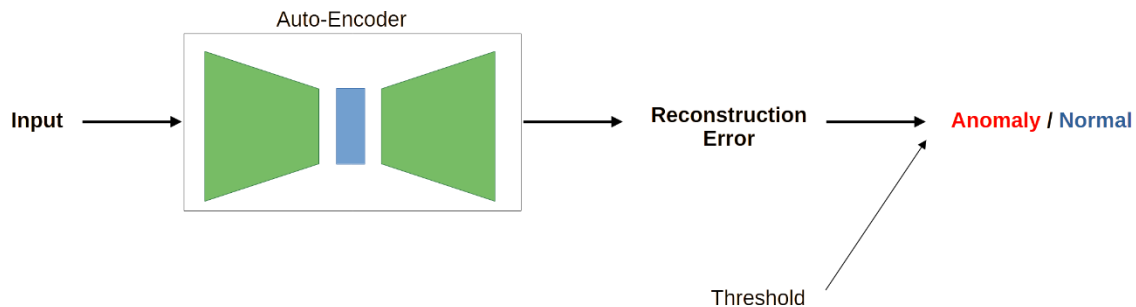 Auto-Encoder
Input
Reconstruction
Error
Anomaly / Normal
Threshold